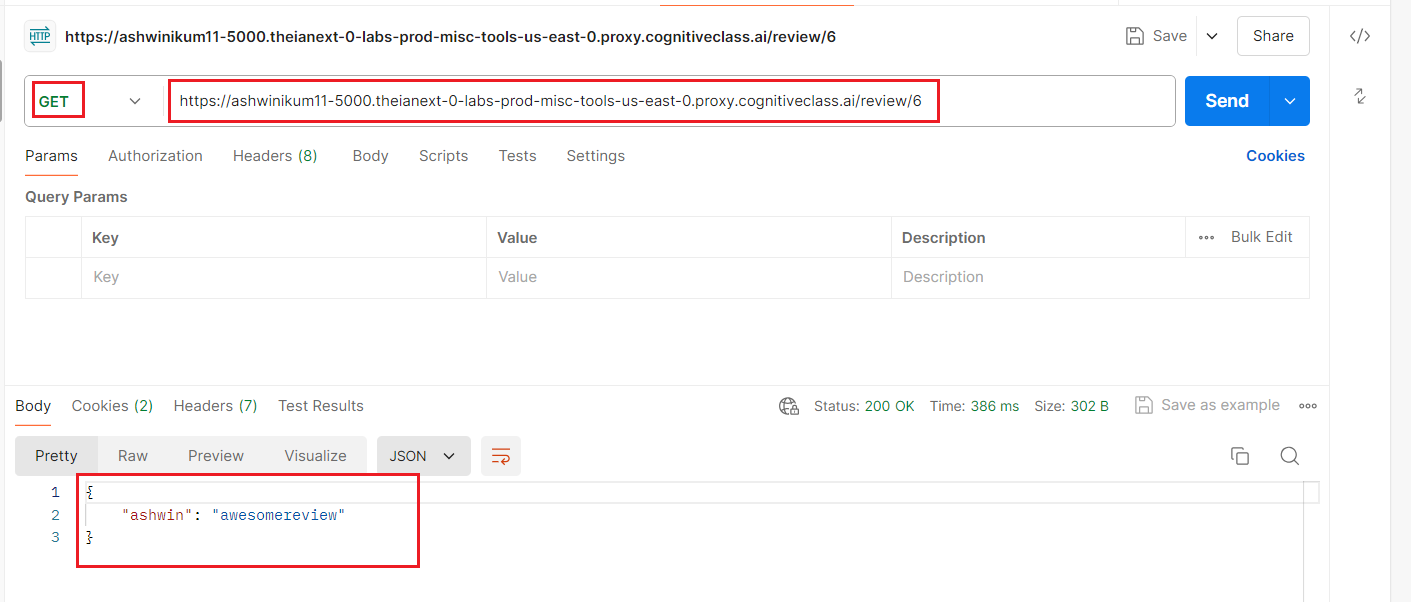 HTTP https://ashwinikum11-5000.theianext-0-labs-prod-misc-tools-us-east-0.proxy.cognitiveclass.ai/review/6 Save Share </>
GET https://ashwinikum11-5000.theianext-0-labs-prod-misc-tools-us-east-0.proxy.cognitiveclass.ai/review/6 Send
Params Authorization Headers (8) Body Scripts Tests Settings Cookies
Query Params
Key Value Description Bulk Edit
Key Value Description
Body Cookies (2) Headers (7) Test Results Status: 200 OK Time: 386 ms Size: 302 B Save as example
Pretty Raw Preview Visualize JSON
1 {
2 "ashwin": "awesomereview"
3 }